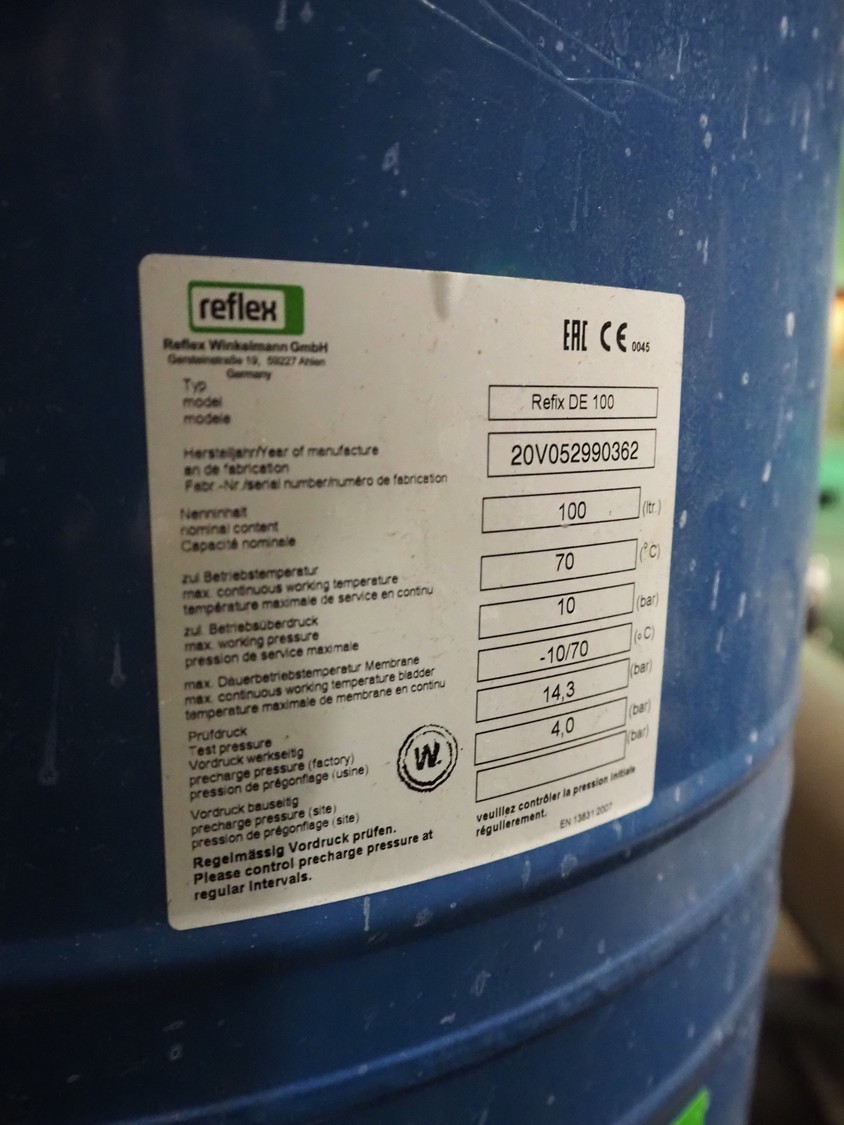 reflex
Reflex Winkelmann GmbH
Gersteinstraße 19, 59227 Ahlen
Germany
EAC CE 0045
Typ
model
modele
Refix DE 100
Herstelljahr/Year of manufacture
an de fabrication
Fabr.-Nr./serial number/numéro de fabrication
20V052990362
Nenninhalt
nominal content
Capacité nominale
100 (ltr.)
zul Betriebstemperatur
max. continuous working temperature
température maximale de service en continu
70 (°C)
zul. Betriebsüberdruck
max. working pressure
pression de service maximale
10 (bar)
max. Dauerbetriebstemperatur Membrane
max. continuous working temperature bladder
temperature maximale de membrane en continu
-10/70 (°C)
Prüfdruck
Test pressure
14,3 (bar)
Vordruck werkseitig
precharge pressure (factory)
pression de prégonflage (usine)
4,0 (bar)
Vordruck bauseitig
precharge pressure (site)
pression de prégonflage (site)
(bar)
W.
Regelmässig Vordruck prüfen.
Please control precharge pressure at
regular intervals.
veuillez contrôler la pression initiale
régulierement.
EN 13831:2007